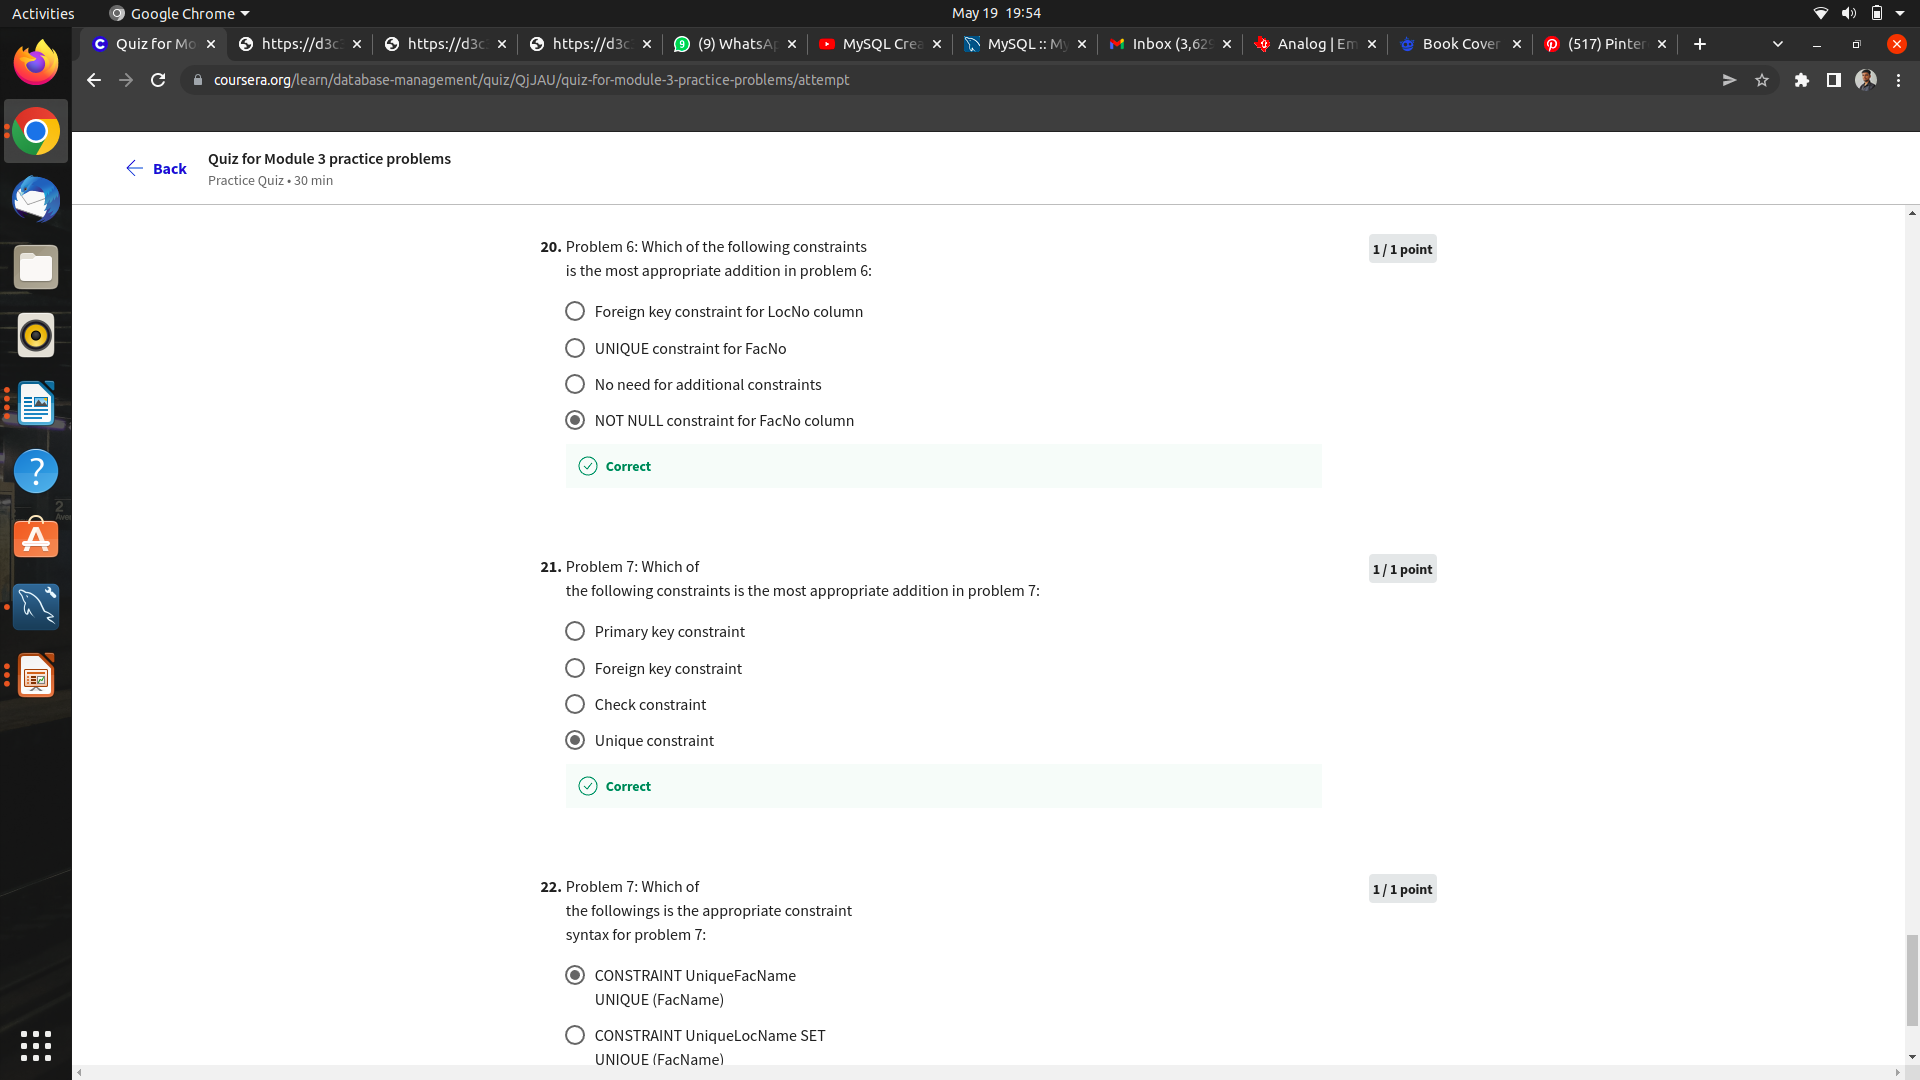 Activities
Google Chrome
May 19 19:54
Quiz for Mo
https://d3c
https://d3c
https://d3c
(9) WhatsAp
MySQL Crea
MySQL :: My
Inbox (3,629
Analog | Em
Book Cover
(517) Pinter
coursera.org/learn/database-management/quiz/QjJAU/quiz-for-module-3-practice-problems/attempt
Back
Quiz for Module 3 practice problems
Practice Quiz • 30 min
20. Problem 6: Which of the following constraints
is the most appropriate addition in problem 6:
1 / 1 point
Foreign key constraint for LocNo column
UNIQUE constraint for FacNo
No need for additional constraints
NOT NULL constraint for FacNo column
Correct
21. Problem 7: Which of
the following constraints is the most appropriate addition in problem 7:
1 / 1 point
Primary key constraint
Foreign key constraint
Check constraint
Unique constraint
Correct
22. Problem 7: Which of
the followings is the appropriate constraint
syntax for problem 7:
1 / 1 point
CONSTRAINT UniqueFacName
UNIQUE (FacName)
CONSTRAINT UniqueLocName SET
UNIQUE (FacName)